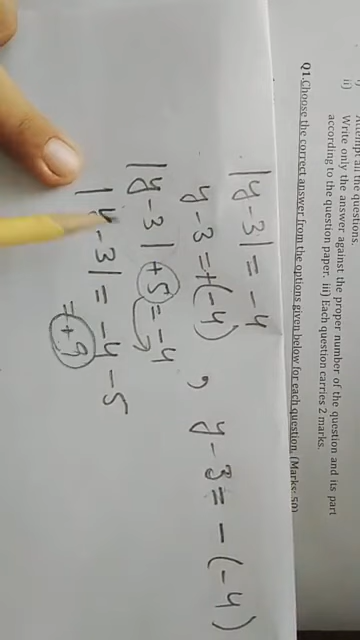 Attempt all the questions.
ii) Write only the answer against the proper number of the question and its part
according to the question paper. iii) Each question carries 2 marks.
Q1.Choose the correct answer from the options given below for each question. (Marks: 50)
|y-3| = -4
y-3=+(-4) , y-3=-(-4)
|y-3|+5=-4
|y-3|=-4-5
=+9